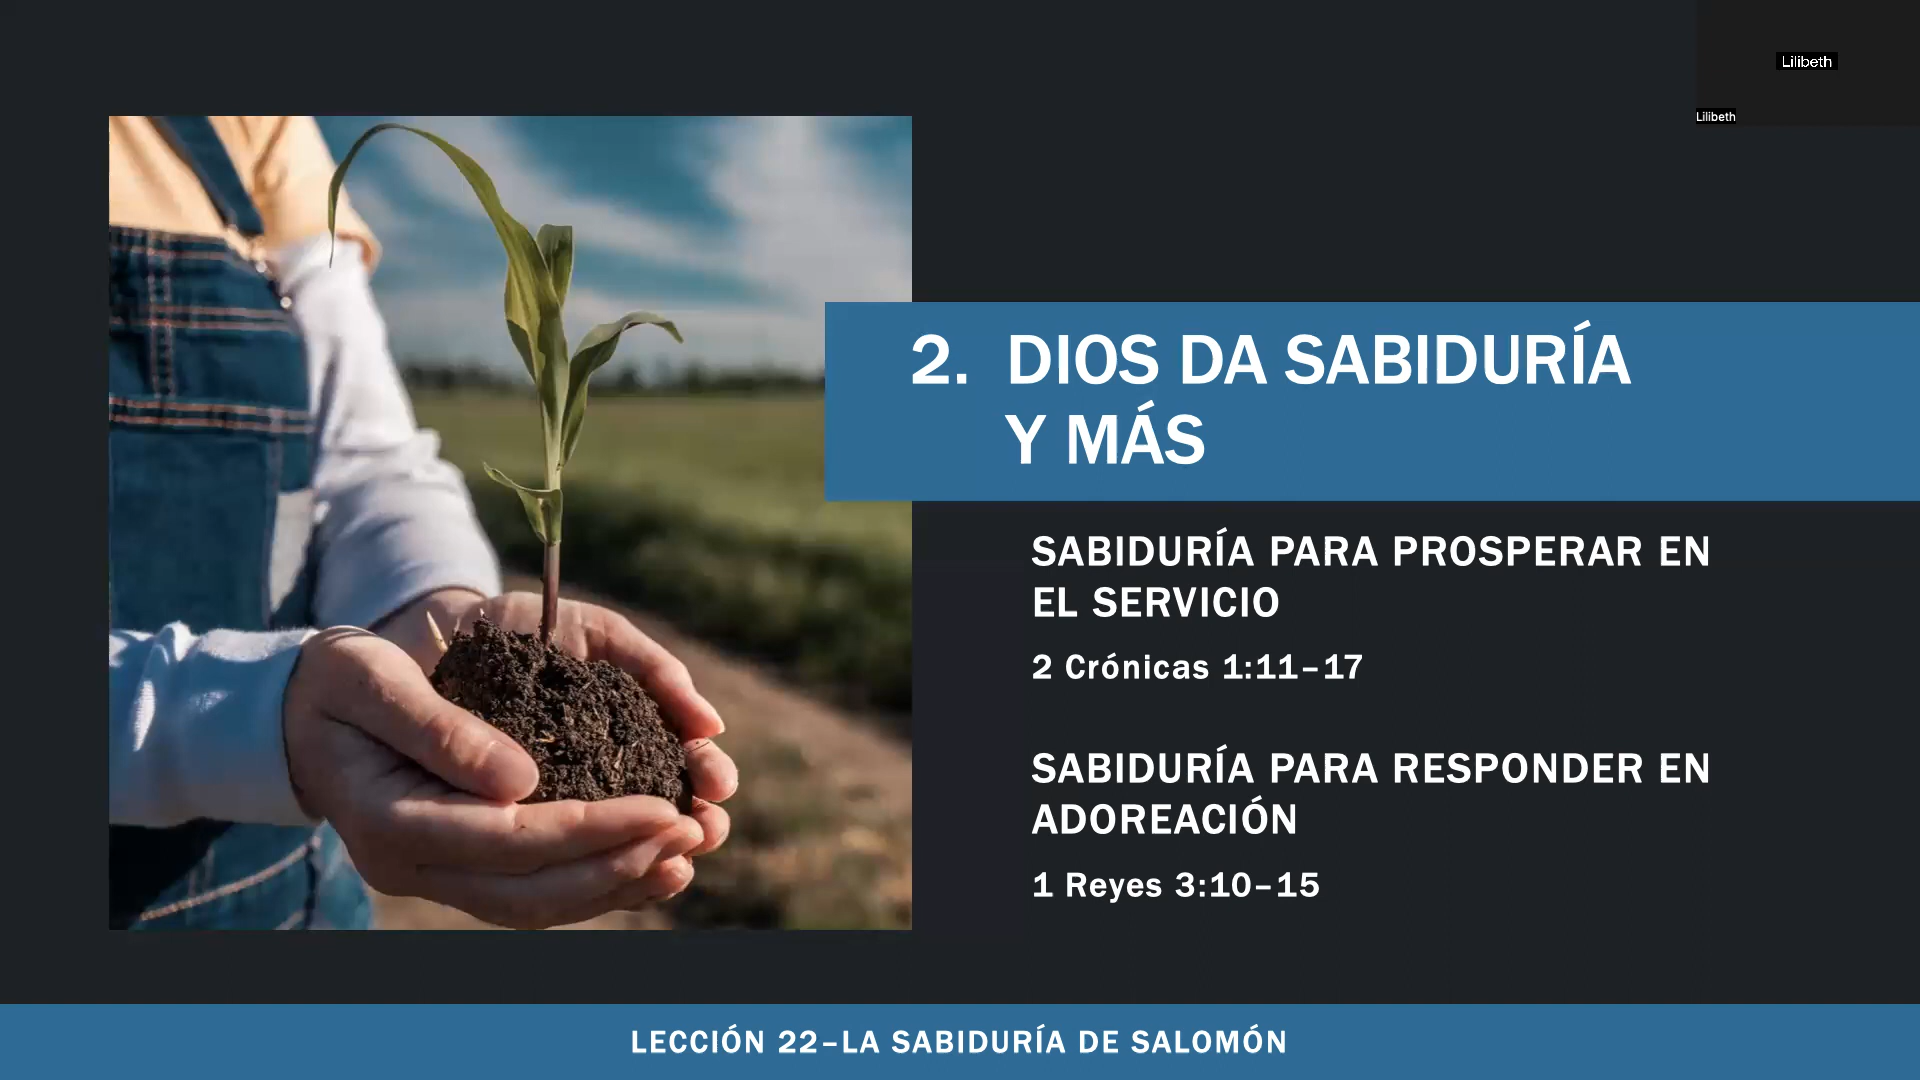 Lilibeth
Lilibeth
2. DIOS DA SABIDURÍA
Y MÁS
SABIDURÍA PARA PROSPERAR EN
EL SERVICIO
2 Crónicas 1:11–17
SABIDURÍA PARA RESPONDER EN
ADOREACIÓN
1 Reyes 3:10–15
LECCIÓN 22–LA SABIDURÍA DE SALOMÓN